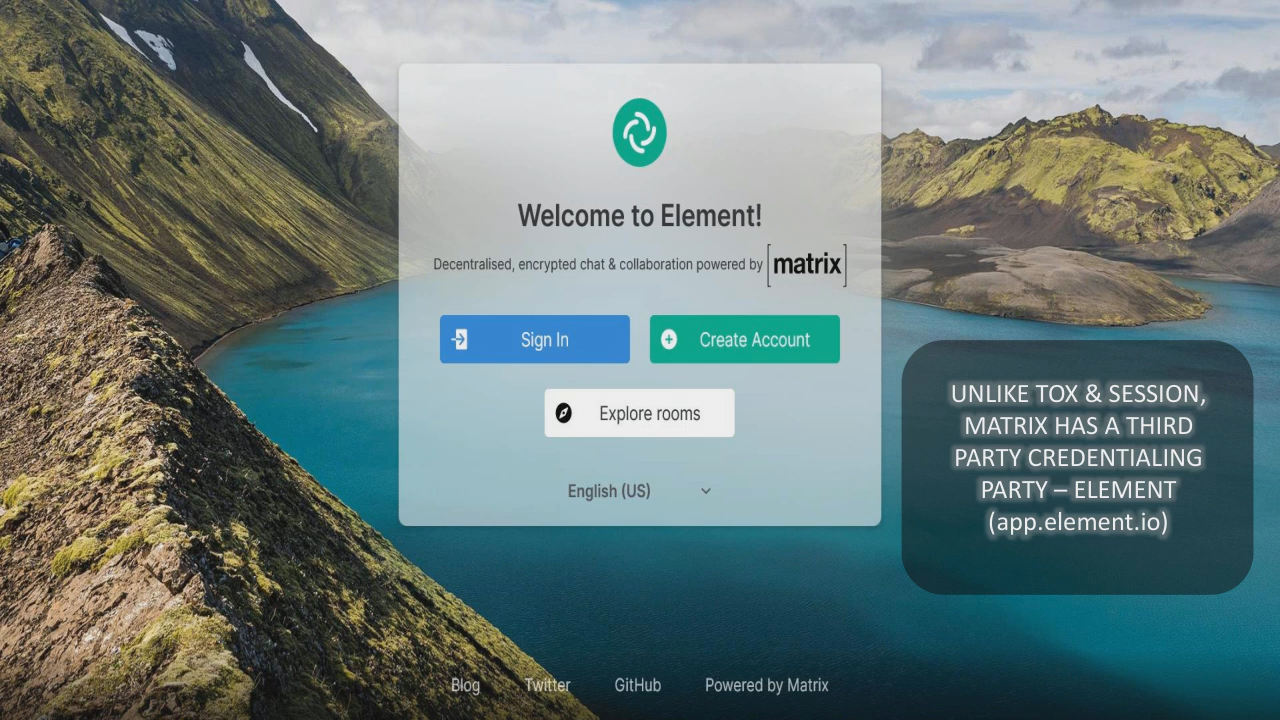 Welcome to Element!
Decentralised, encrypted chat & collaboration powered by [matrix]
Sign In
Create Account
Explore rooms
English (US)
UNLIKE TOX & SESSION,
MATRIX HAS A THIRD
PARTY CREDENTIALING
PARTY – ELEMENT
(app.element.io)
Blog Twitter GitHub Powered by Matrix